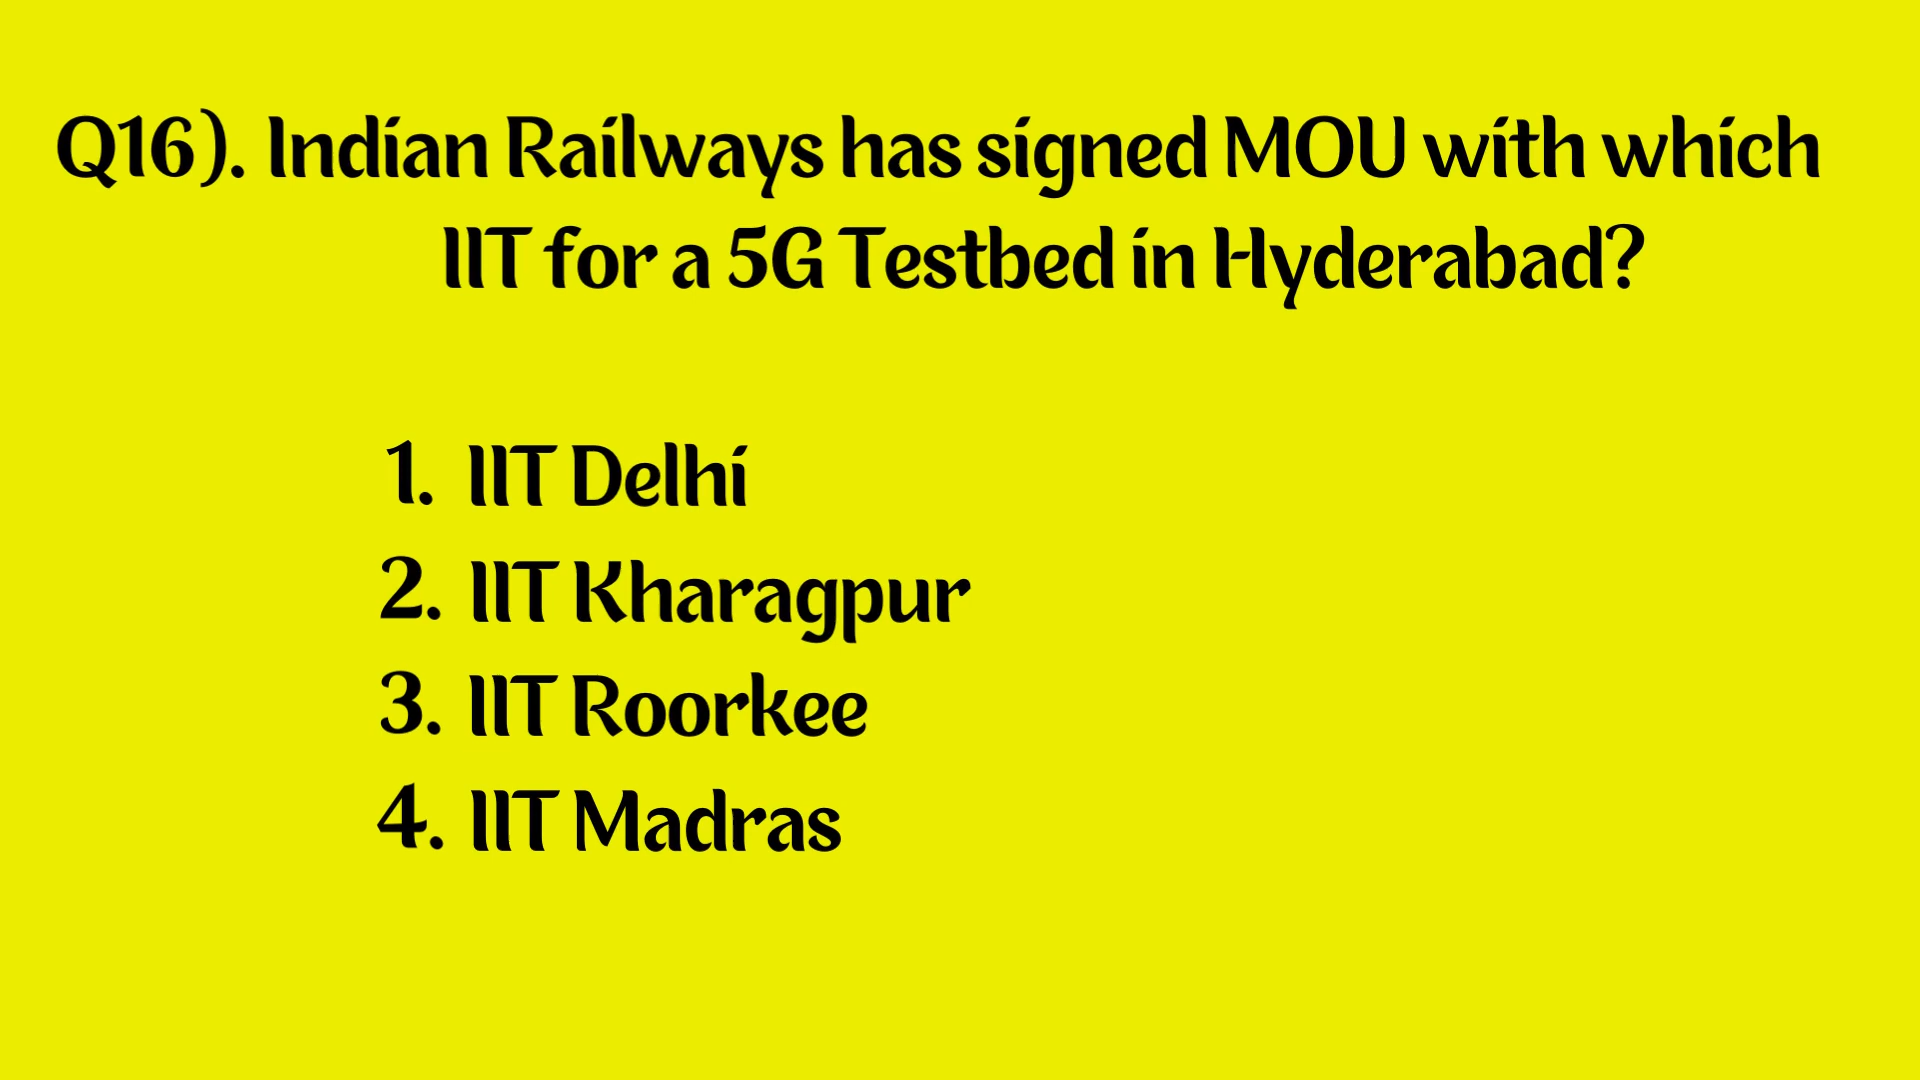 Q16). Indian Railways has signed MOU with which
IIT for a 5G Testbed in Hyderabad?
1. IIT Delhi
2. IIT Kharagpur
3. IIT Roorkee
4. IIT Madras